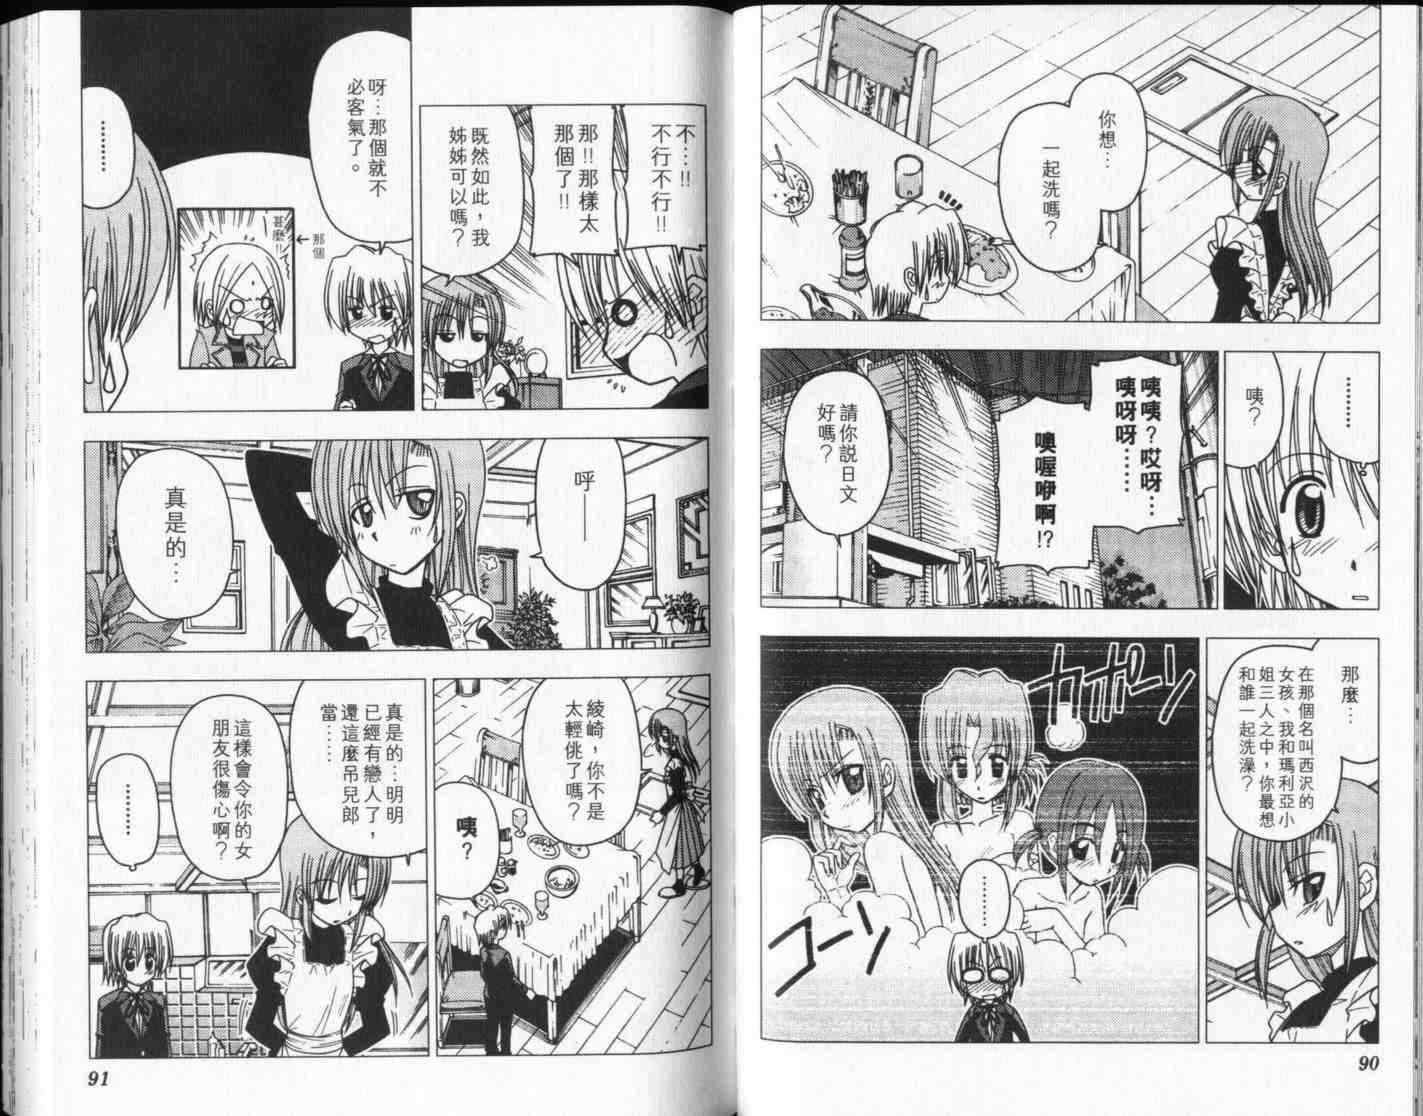 你想…
一起洗嗎？
………
咦？
咦咦？哎呀…
咦呀呀……
噢喔咿啊!?
請你說日文
好嗎？
那麼…
在那個名叫西沢的
女孩、我和瑪利亞小
姐三人之中，你最想
和誰一起洗澡？
カポーン
コーン
………
90
不…!!
不行不行!!
那!!那樣太
那個了!!
既然如此，我
姊姊可以嗎？
呀…那個就不
必客氣了。
←那個
甚麼!!
………
呼——
真是的…
綾崎，你不是
太輕佻了嗎？
咦？
真是的…明明
已經有戀人了，
還這麼吊兒郎
當……
這樣會令你的女
朋友很傷心啊？
………
91